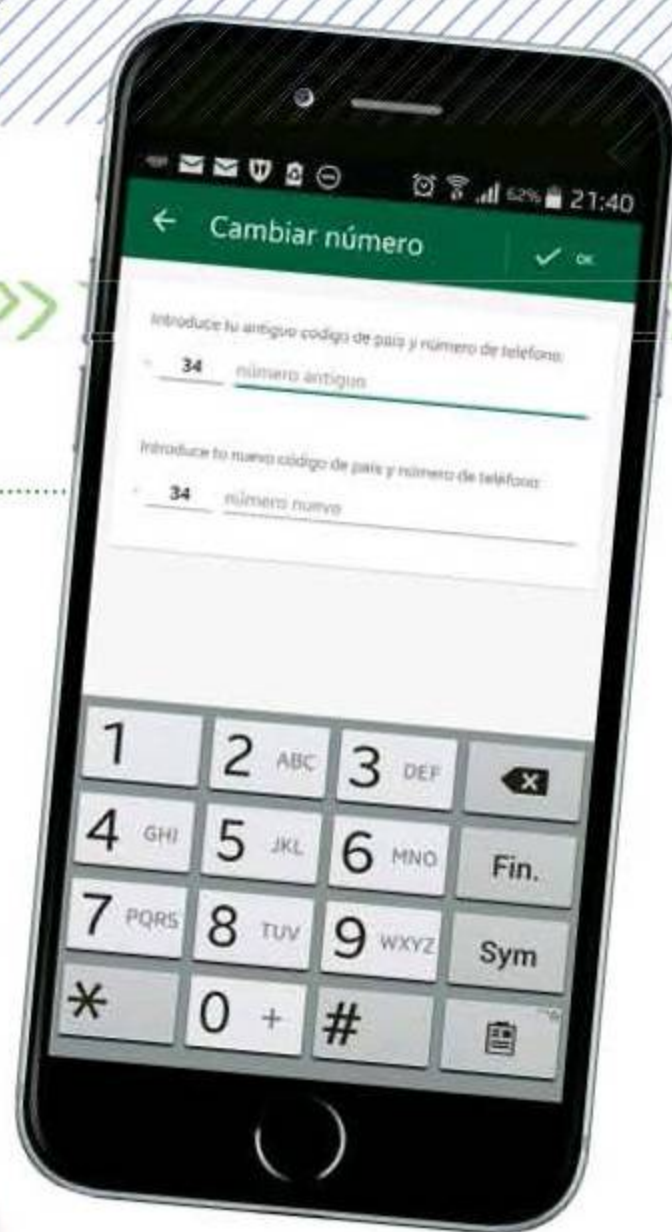 62% 21:40
Cambiar número OK
Introduce tu antiguo código de país y número de teléfono:
+ 34 número antiguo
Introduce tu nuevo código de país y número de teléfono:
+ 34 número nuevo
1 2 ABC 3 DEF
4 GHI 5 JKL 6 MNO Fin.
7 PQRS 8 TUV 9 WXYZ Sym
* 0 + #